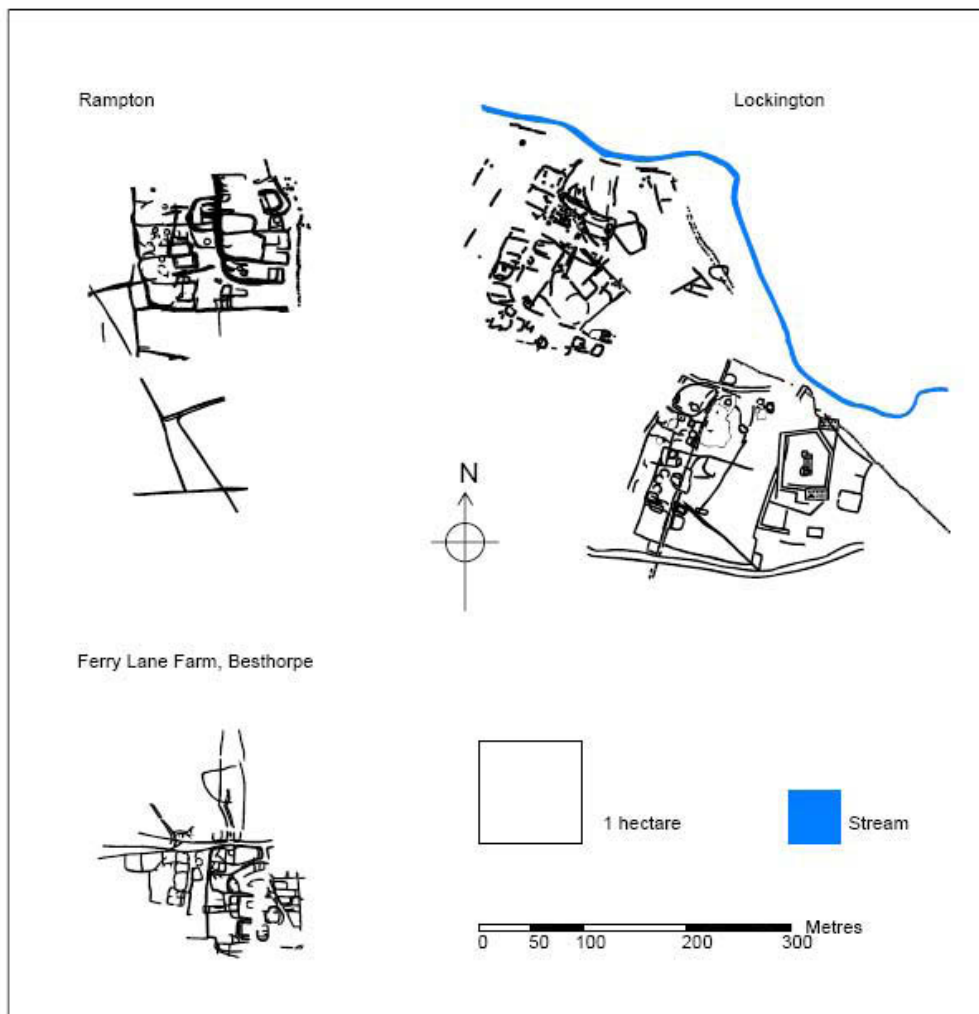 Rampton
Lockington
N
Ferry Lane Farm, Besthorpe
1 hectare
Stream
Metres
0 50 100 200 300